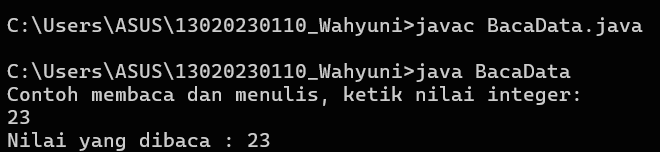 C:\Users\ASUS\13020230110_Wahyuni>javac BacaData.java
C:\Users\ASUS\13020230110_Wahyuni>java BacaData
Contoh membaca dan menulis, ketik nilai integer:
23
Nilai yang dibaca : 23